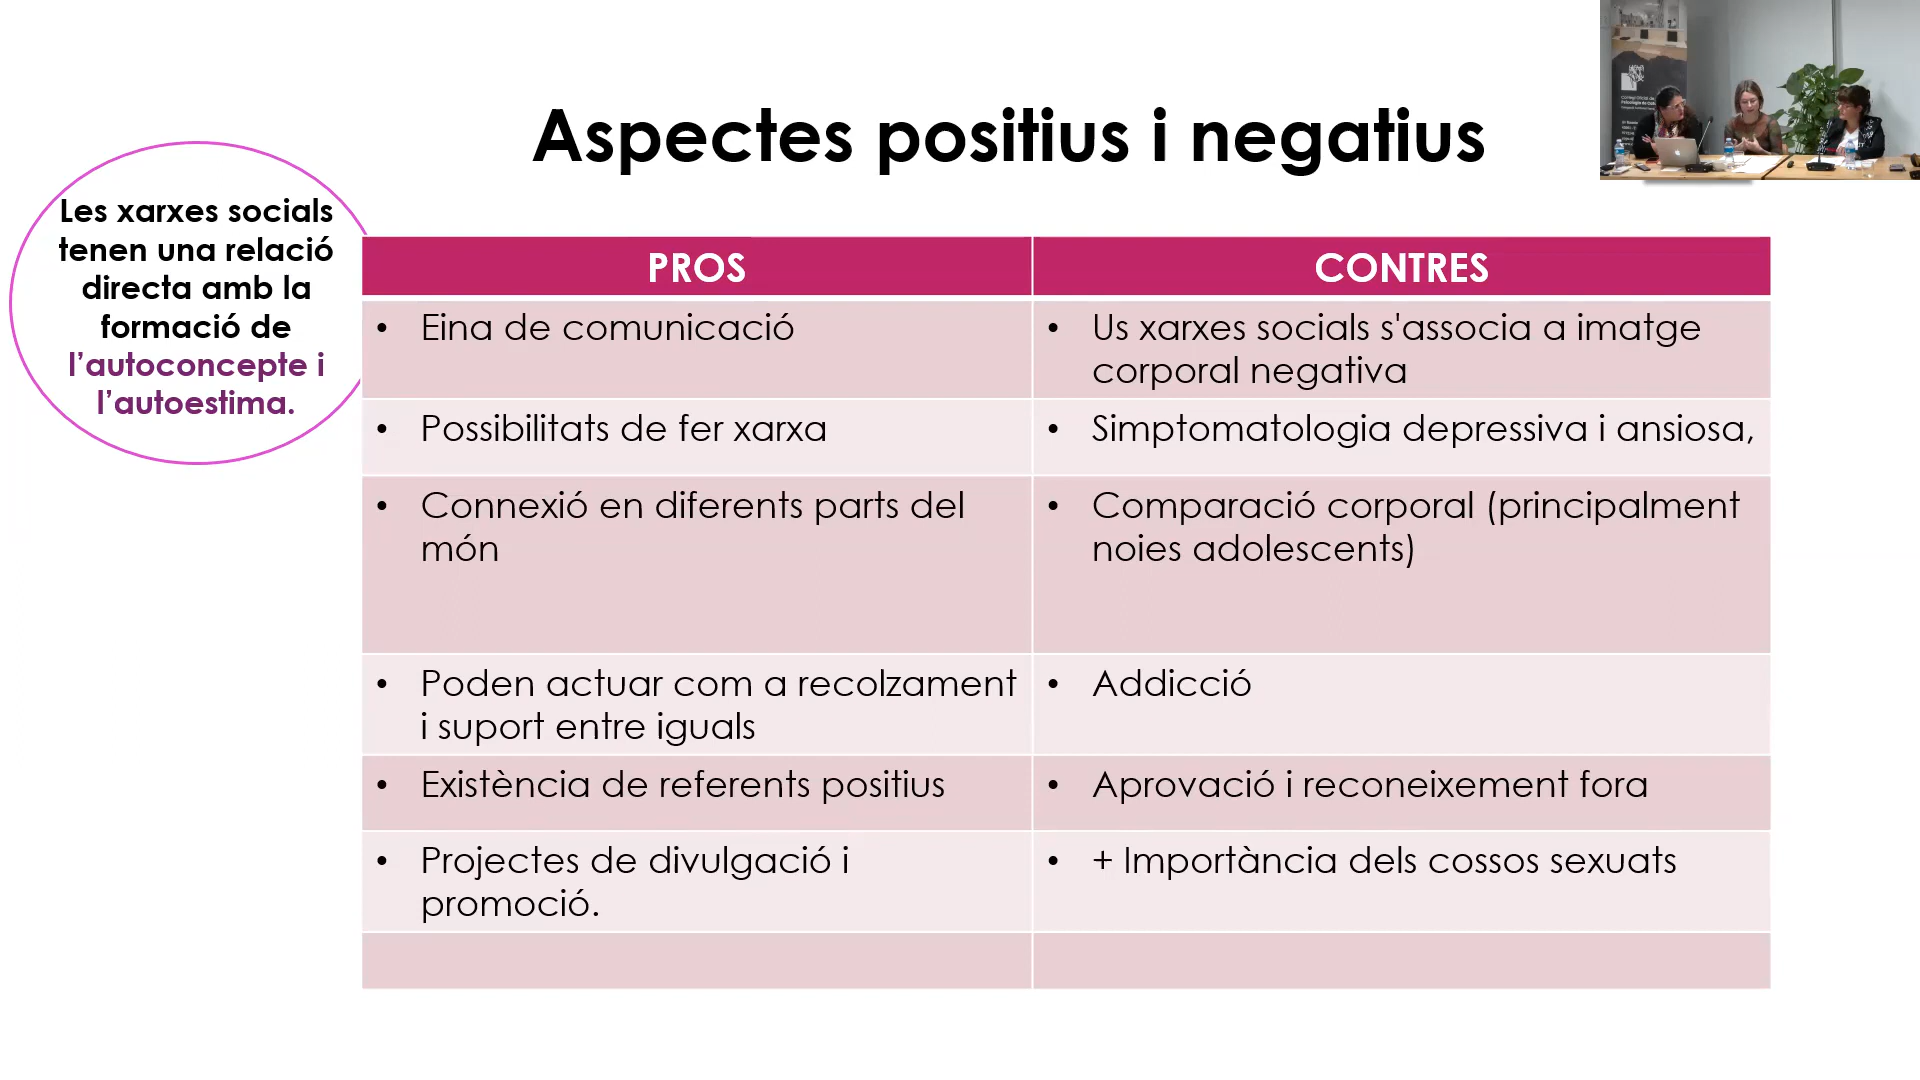 Aspectes positius i negatius
Les xarxes socials
tenen una relació
directa amb la
formació de
l’autoconcepte i
l’autoestima.
PROS
CONTRES
• Eina de comunicació
• Us xarxes socials s'associa a imatge
corporal negativa
• Possibilitats de fer xarxa
• Simptomatologia depressiva i ansiosa,
• Connexió en diferents parts del
món
• Comparació corporal (principalment
noies adolescents)
• Poden actuar com a recolzament
i suport entre iguals
• Addicció
• Existència de referents positius
• Aprovació i reconeixement fora
• Projectes de divulgació i
promoció.
• + Importància dels cossos sexuats